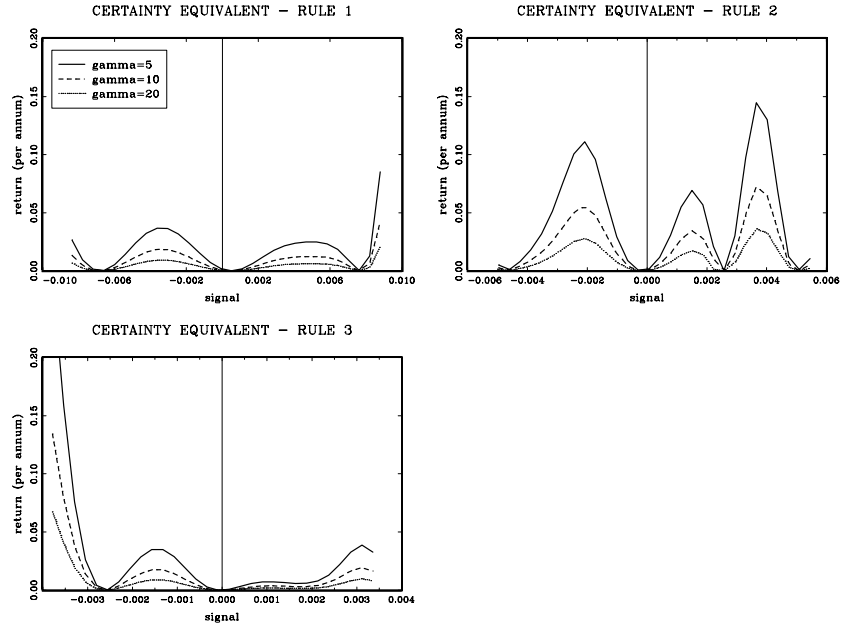 CERTAINTY EQUIVALENT - RULE 1
return (per annum)
0.20
0.15
0.10
0.05
0.00
gamma=5
gamma=10
gamma=20
-0.010 -0.006 -0.002 0.002 0.006 0.010
signal
CERTAINTY EQUIVALENT - RULE 2
return (per annum)
0.20
0.15
0.10
0.05
0.00
-0.006 -0.004 -0.002 0.000 0.002 0.004 0.006
signal
CERTAINTY EQUIVALENT - RULE 3
return (per annum)
0.20
0.15
0.10
0.05
0.00
-0.003 -0.002 -0.001 0.000 0.001 0.002 0.003 0.004
signal